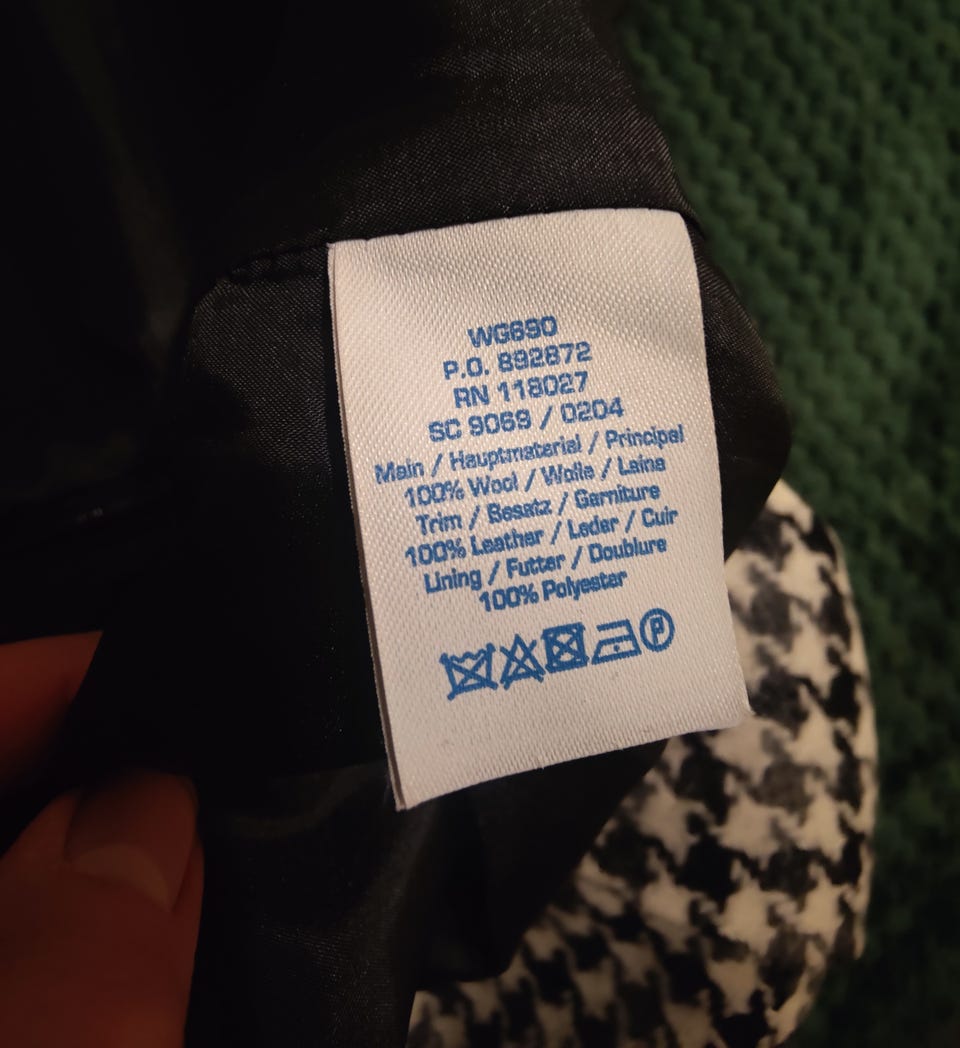 WG690
P.O. 892872
RN 118027
SC 9069 / 0204
Main / Hauptmaterial / Principal
100% Wool / Wolle / Laine
Trim / Besatz / Garniture
100% Leather / Leder / Cuir
Lining / Futter / Doublure
100% Polyester
P